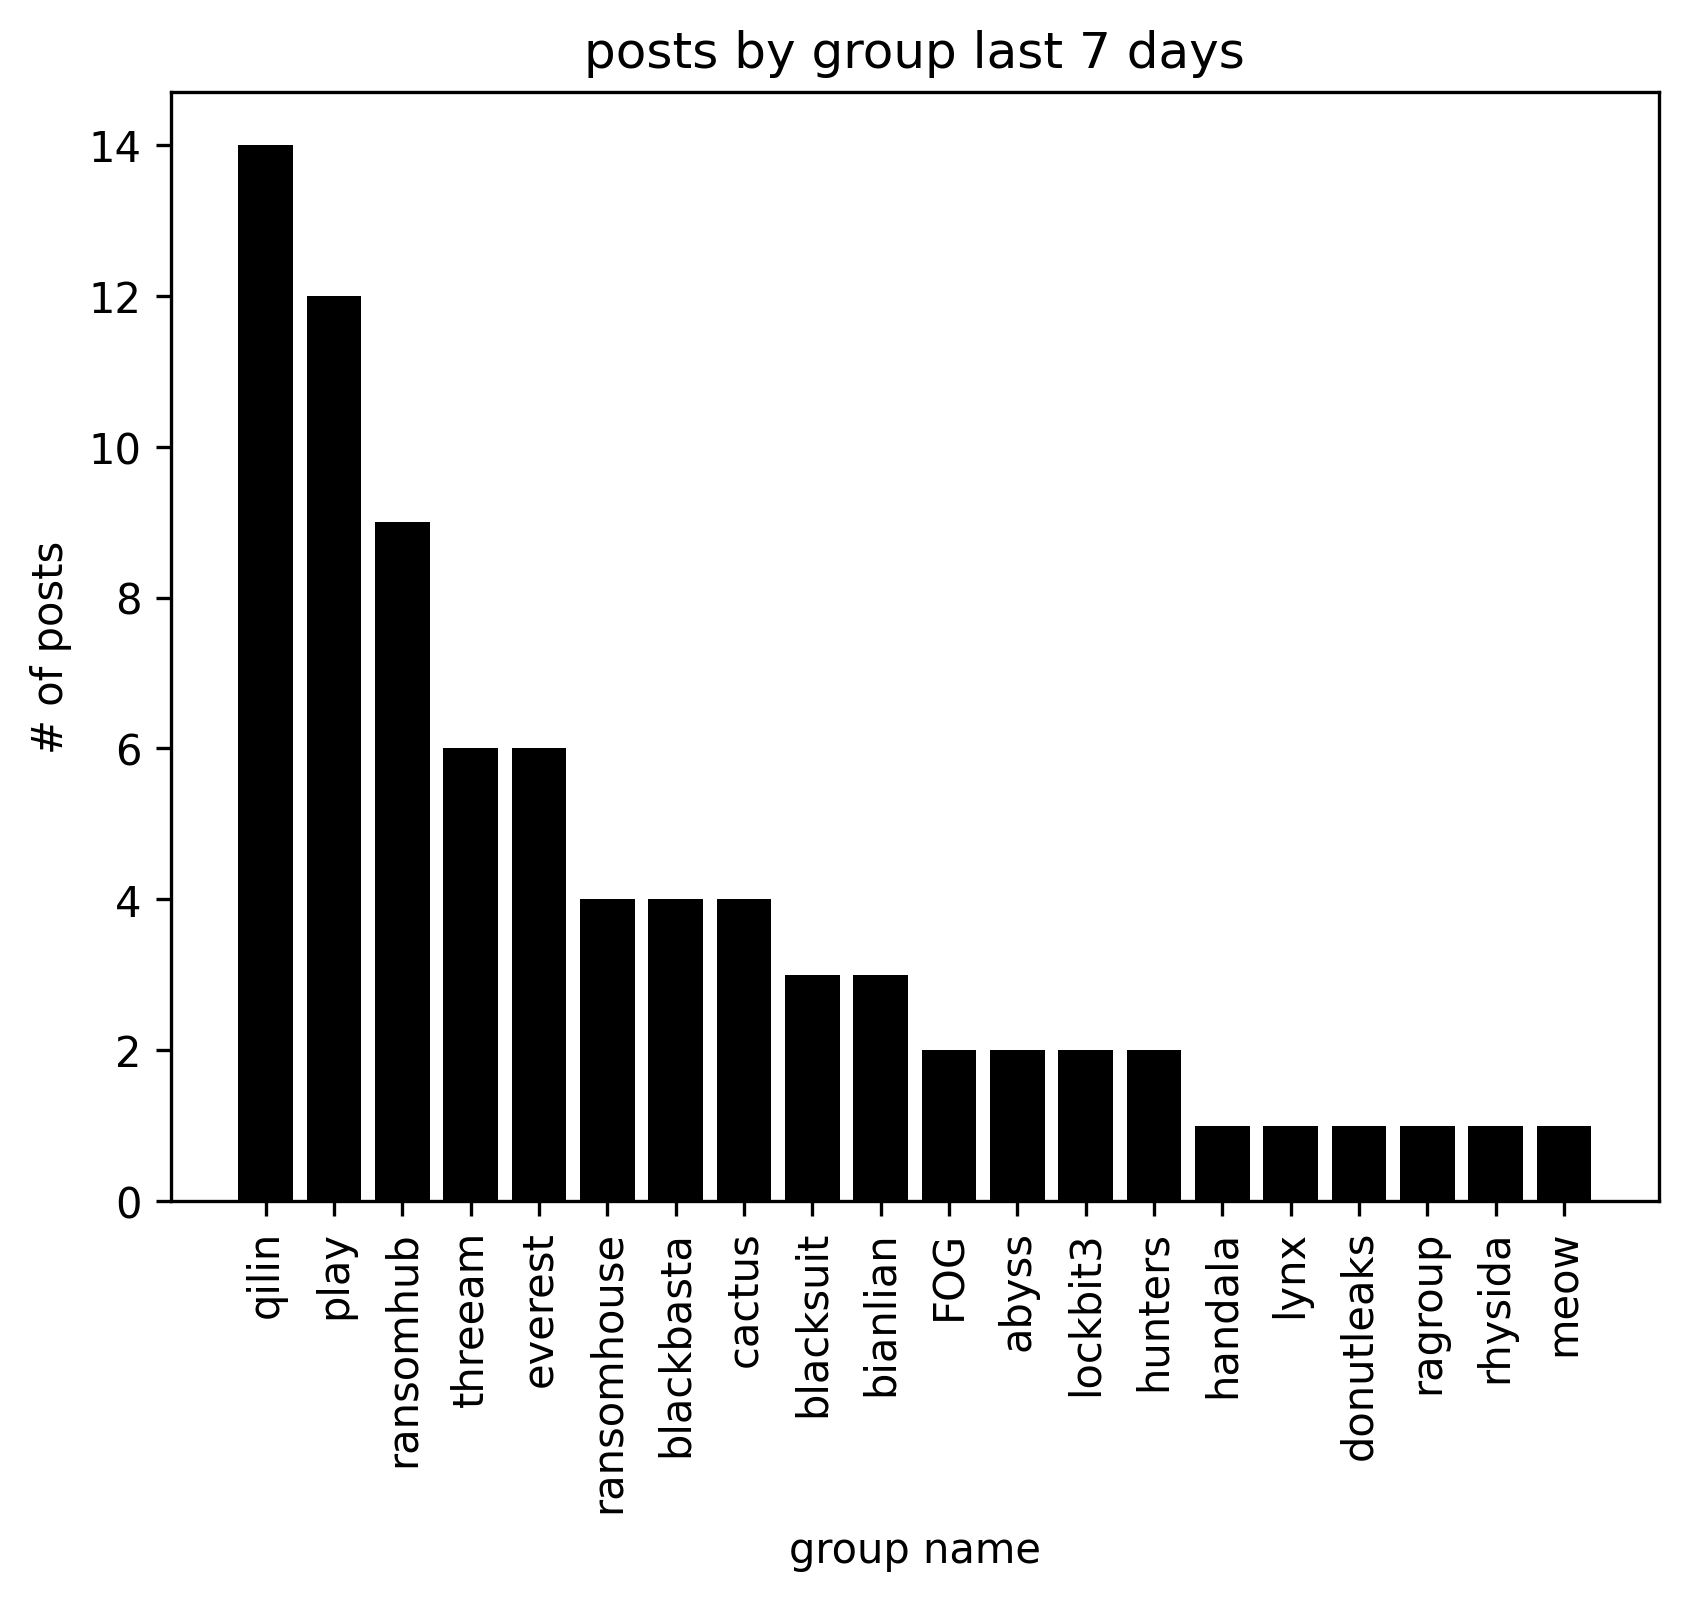 posts by group last 7 days
# of posts
14
12
10
8
6
4
2
0
qilin
play
ransomhub
threeam
everest
ransomhouse
blackbasta
cactus
blacksuit
bianlian
FOG
abyss
lockbit3
hunters
handala
lynx
donutleaks
ragroup
rhysida
meow
group name